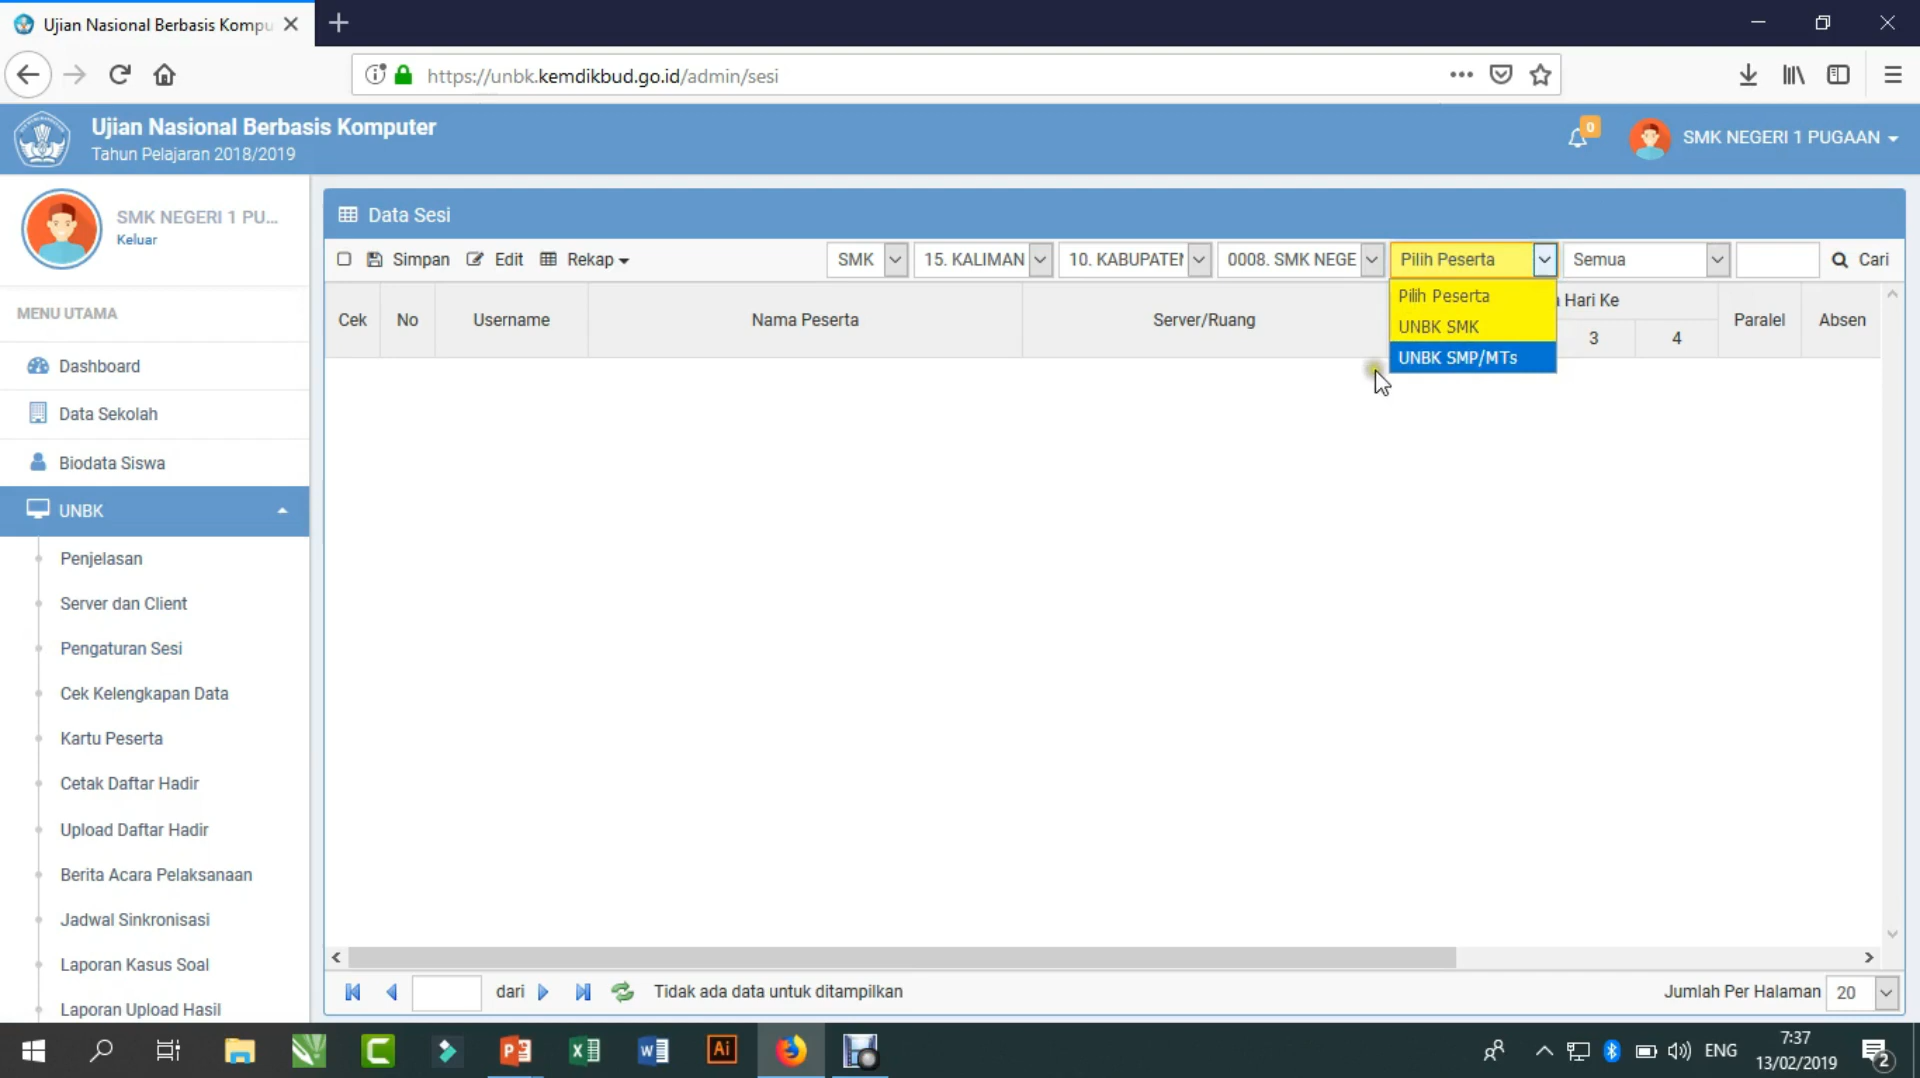 Ujian Nasional Berbasis Kompu
https://unbk.kemdikbud.go.id/admin/sesi
Ujian Nasional Berbasis Komputer
Tahun Pelajaran 2018/2019
0
SMK NEGERI 1 PUGAAN
SMK NEGERI 1 PU...
Keluar
MENU UTAMA
Dashboard
Data Sekolah
Biodata Siswa
UNBK
Penjelasan
Server dan Client
Pengaturan Sesi
Cek Kelengkapan Data
Kartu Peserta
Cetak Daftar Hadir
Upload Daftar Hadir
Berita Acara Pelaksanaan
Jadwal Sinkronisasi
Laporan Kasus Soal
Laporan Upload Hasil
Data Sesi
Simpan Edit Rekap SMK 15. KALIMAN 10. KABUPATEN 0008. SMK NEGE Pilih Peserta Semua Cari
Pilih Peserta
UNBK SMK
UNBK SMP/MTs
Cek No Username Nama Peserta Server/Ruang Hari Ke Paralel Absen
3 4
dari Tidak ada data untuk ditampilkan Jumlah Per Halaman 20
Ai
ENG
7:37
13/02/2019
2